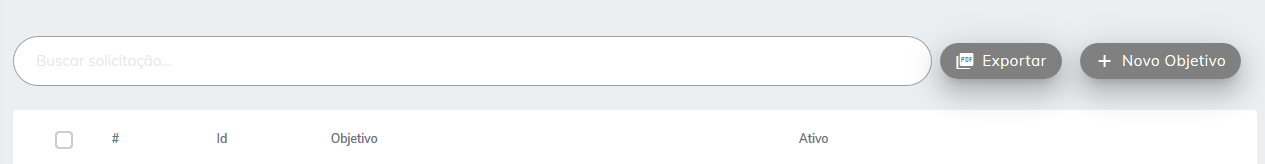 Buscar solicitação...
PDF Exportar
+ Novo Objetivo
# Id Objetivo Ativo